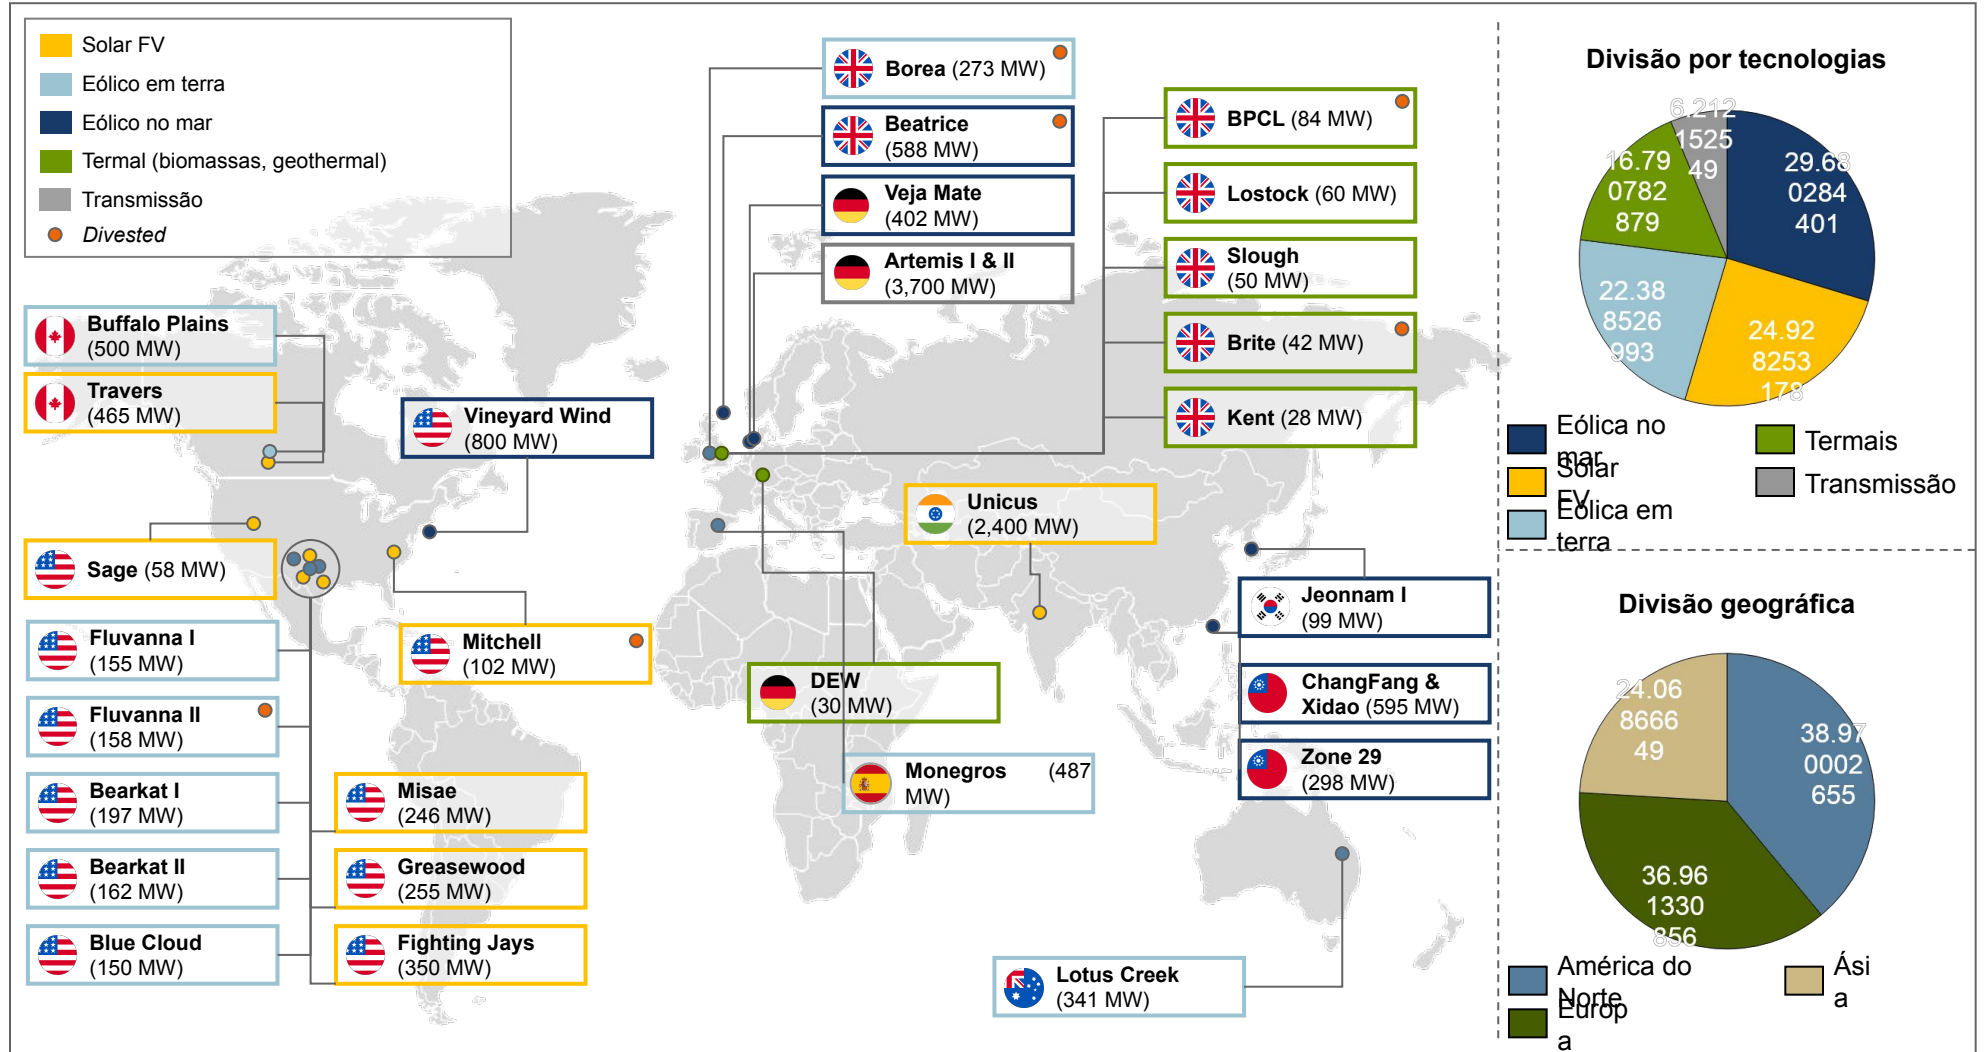 Solar FV
Eólico em terra
Eólico no mar
Termal (biomassas, geothermal)
Transmissão
Divested
Borea (273 MW)
Beatrice
(588 MW)
Veja Mate
(402 MW)
Artemis I & II
(3,700 MW)
BPCL (84 MW)
Lostock (60 MW)
Slough
(50 MW)
Brite (42 MW)
Kent (28 MW)
Buffalo Plains
(500 MW)
Travers
(465 MW)
Vineyard Wind
(800 MW)
Sage (58 MW)
Fluvanna I
(155 MW)
Fluvanna II
(158 MW)
Bearkat I
(197 MW)
Bearkat II
(162 MW)
Blue Cloud
(150 MW)
Mitchell
(102 MW)
Misae
(246 MW)
Greasewood
(255 MW)
Fighting Jays
(350 MW)
Unicus
(2,400 MW)
DEW
(30 MW)
Monegros (487
MW)
Jeonnam I
(99 MW)
ChangFang &
Xidao (595 MW)
Zone 29
(298 MW)
Lotus Creek
(341 MW)
Divisão por tecnologias
6.212
1525
49
16.79
0782
879
29.68
0284
401
22.38
8526
993
24.92
8253
178
Eólica no
mar
Solar
FV
Eólica em
terra
Termais
Transmissão
Divisão geográfica
24.06
8666
49
38.97
0002
655
36.96
1330
856
América do
Norte
Europ
a
Ási
a